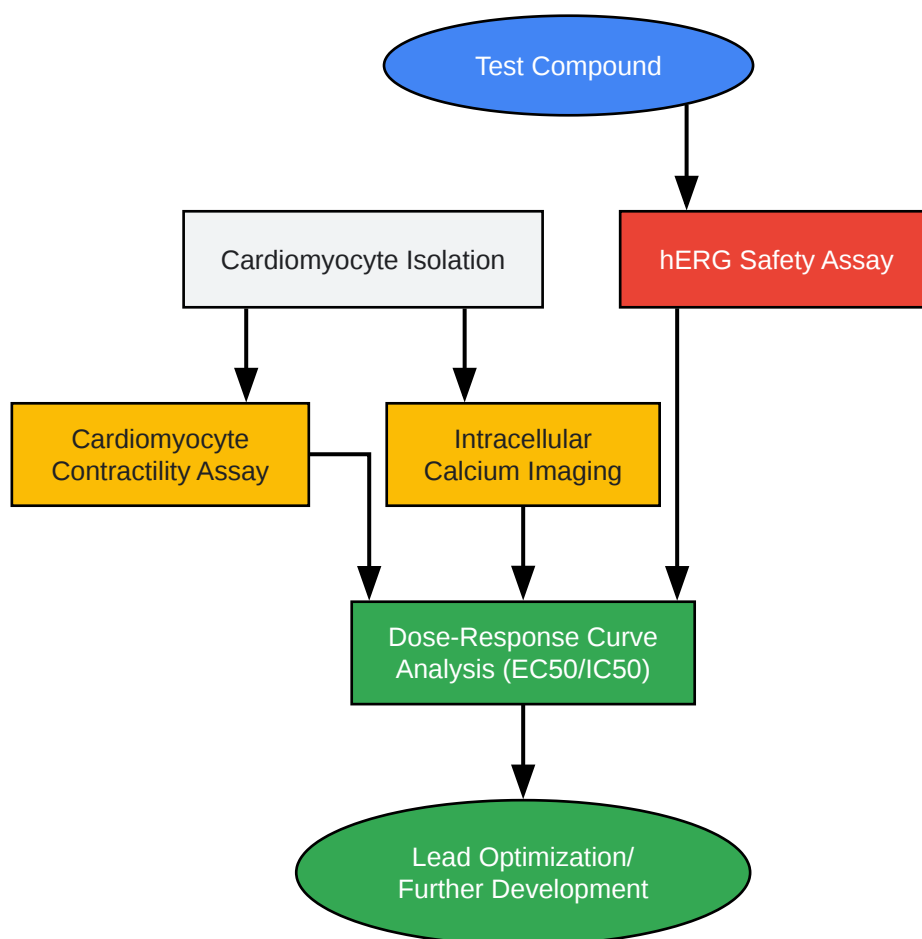 Test Compound
Cardiomyocyte Isolation
hERG Safety Assay
Cardiomyocyte
Contractility Assay
Intracellular
Calcium Imaging
Dose-Response Curve
Analysis (EC50/IC50)
Lead Optimization/
Further Development